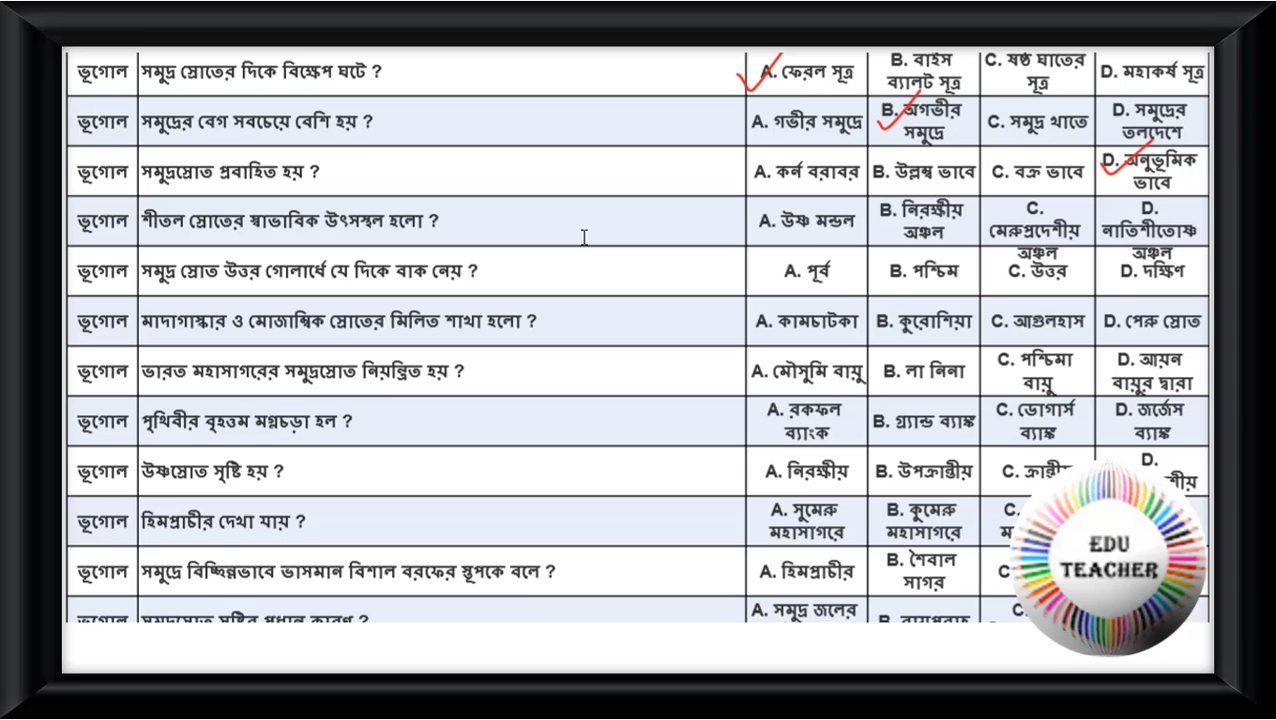 ভূগোল সমুদ্র স্রোতের দিকে বিক্ষেপ ঘটে ? A. ফেরল সূত্র B. বাইস ব্যালট সূত্র C. ষষ্ঠ ঘাতের সূত্র D. মহাকর্ষ সূত্র
ভূগোল সমুদ্রের বেগ সবচেয়ে বেশি হয় ? A. গভীর সমুদ্রে B. অগভীর সমুদ্রে C. সমুদ্র খাতে D. সমুদ্রের তলদেশে
ভূগোল সমুদ্রস্রোত প্রবাহিত হয় ? A. কর্ন বরাবর B. উল্লম্ব ভাবে C. বক্র ভাবে D. অনুভূমিক ভাবে
ভূগোল শীতল স্রোতের স্বাভাবিক উৎসস্থল হলো ? A. উষ্ণ মন্ডল B. নিরক্ষীয় অঞ্চল C. মেরুপ্রদেশীয় অঞ্চল D. নাতিশীতোষ্ণ অঞ্চল
ভূগোল সমুদ্র স্রোত উত্তর গোলার্ধে যে দিকে বাক নেয় ? A. পূর্ব B. পশ্চিম C. উত্তর D. দক্ষিণ
ভূগোল মাদাগাস্কার ও মোজাম্বিক স্রোতের মিলিত শাখা হলো ? A. কামচাটকা B. কুরোশিয়া C. আগুলহাস D. পেরু স্রোত
ভূগোল ভারত মহাসাগরের সমুদ্রস্রোত নিয়ন্ত্রিত হয় ? A. মৌসুমি বায়ু B. লা নিনা C. পশ্চিমা বায়ু D. আয়ন বায়ুর দ্বারা
ভূগোল পৃথিবীর বৃহত্তম মগ্নচড়া হল ? A. রকফল ব্যাংক B. গ্র্যান্ড ব্যাঙ্ক C. ডোগার্স ব্যাঙ্ক D. জর্জেস ব্যাঙ্ক
ভূগোল উষ্ণস্রোত সৃষ্টি হয় ? A. নিরক্ষীয় B. উপক্রান্তীয় C. D.
ভূগোল হিমপ্রাচীর দেখা যায় ? A. সুমেরু মহাসাগরে B. কুমেরু মহাসাগরে C.
ভূগোল সমুদ্রে বিচ্ছিন্নভাবে ভাসমান বিশাল বরফের স্তূপকে বলে ? A. হিমপ্রাচীর B. শৈবাল সাগর C
A. সমুদ্র জলের
EDU
TEACHER